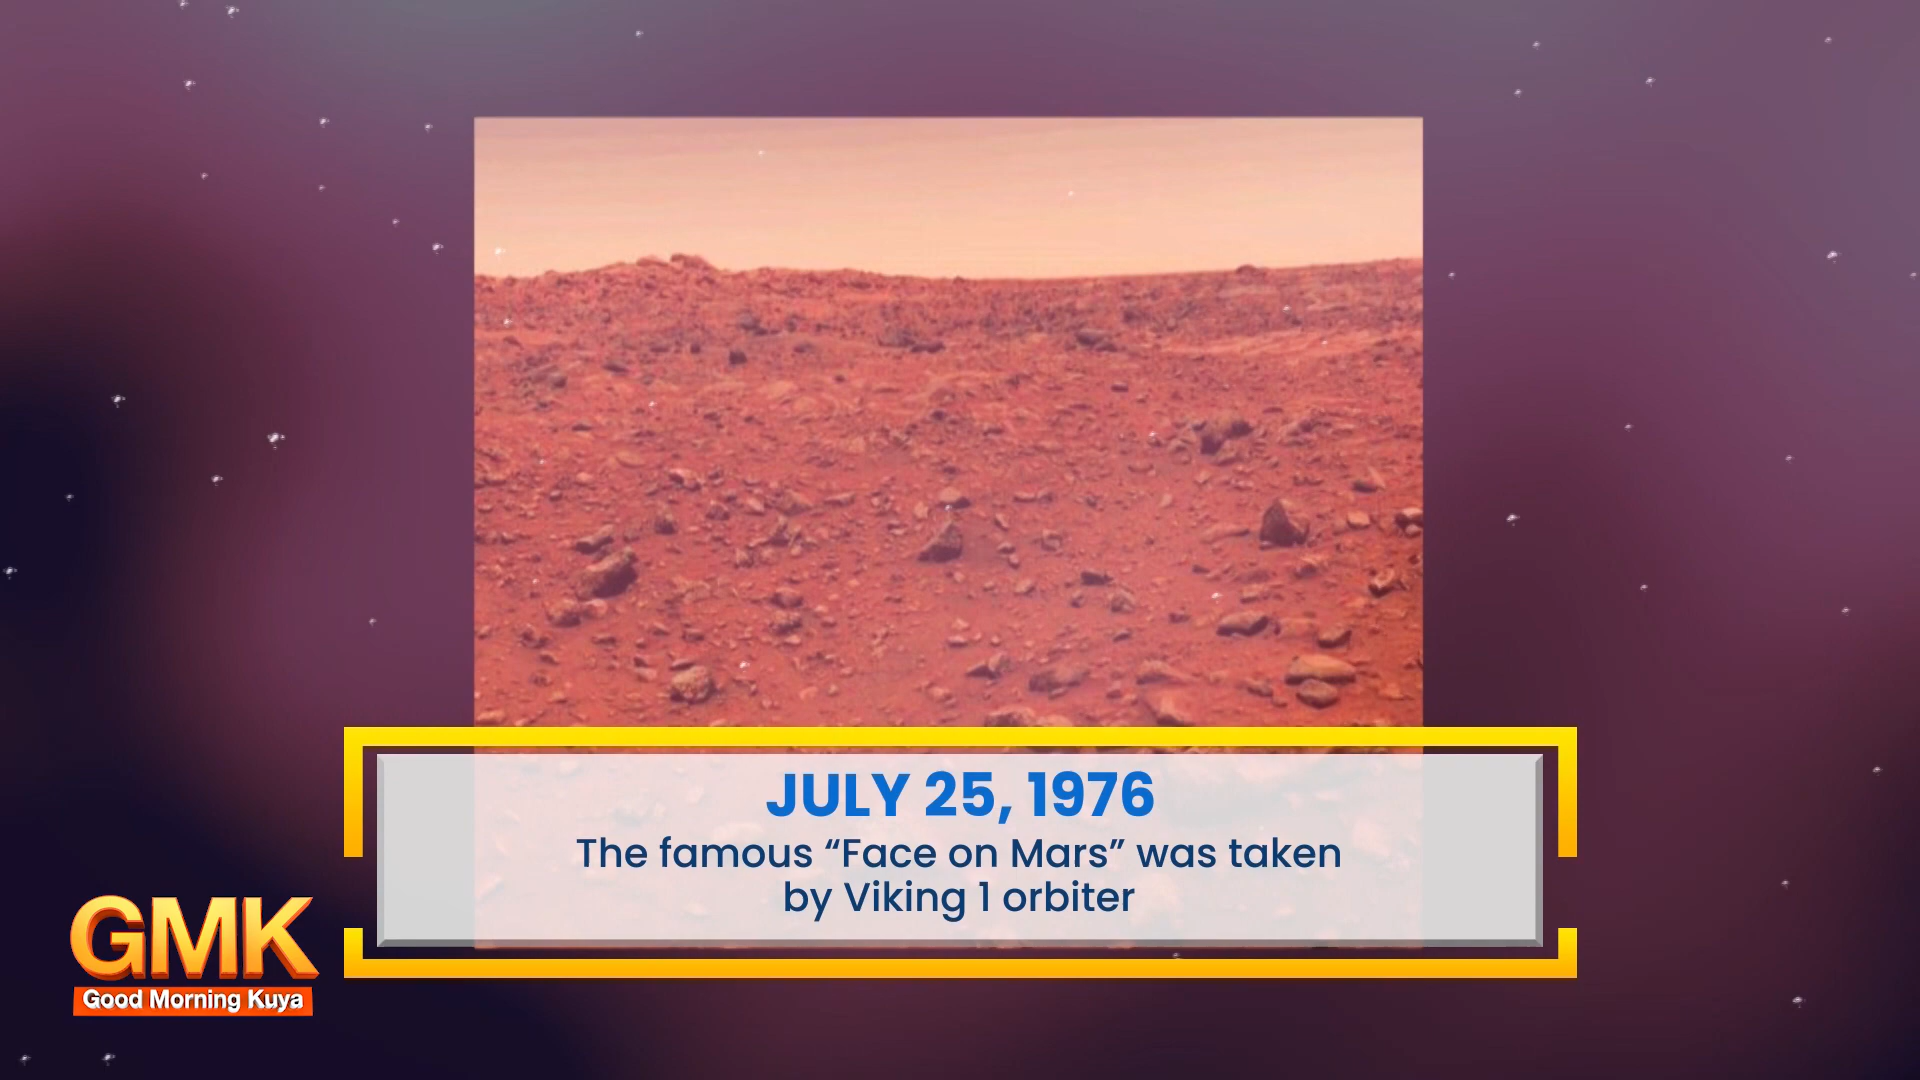 JULY 25, 1976
The famous “Face on Mars” was taken
by Viking 1 orbiter
GMK
Good Morning Kuya